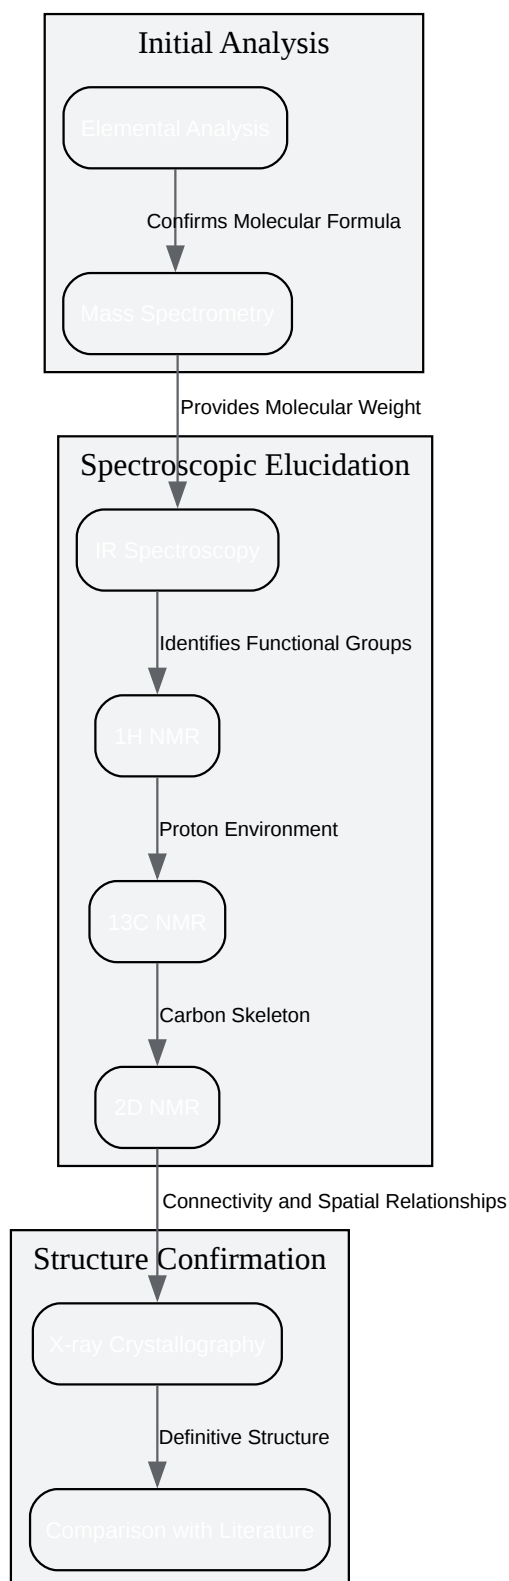 Initial Analysis
Elemental Analysis
Confirms Molecular Formula
Mass Spectrometry
Provides Molecular Weight
Spectroscopic Elucidation
IR Spectroscopy
Identifies Functional Groups
1H NMR
Proton Environment
13C NMR
Carbon Skeleton
2D NMR
Connectivity and Spatial Relationships
Structure Confirmation
X-ray Crystallography
Definitive Structure
Comparison with Literature